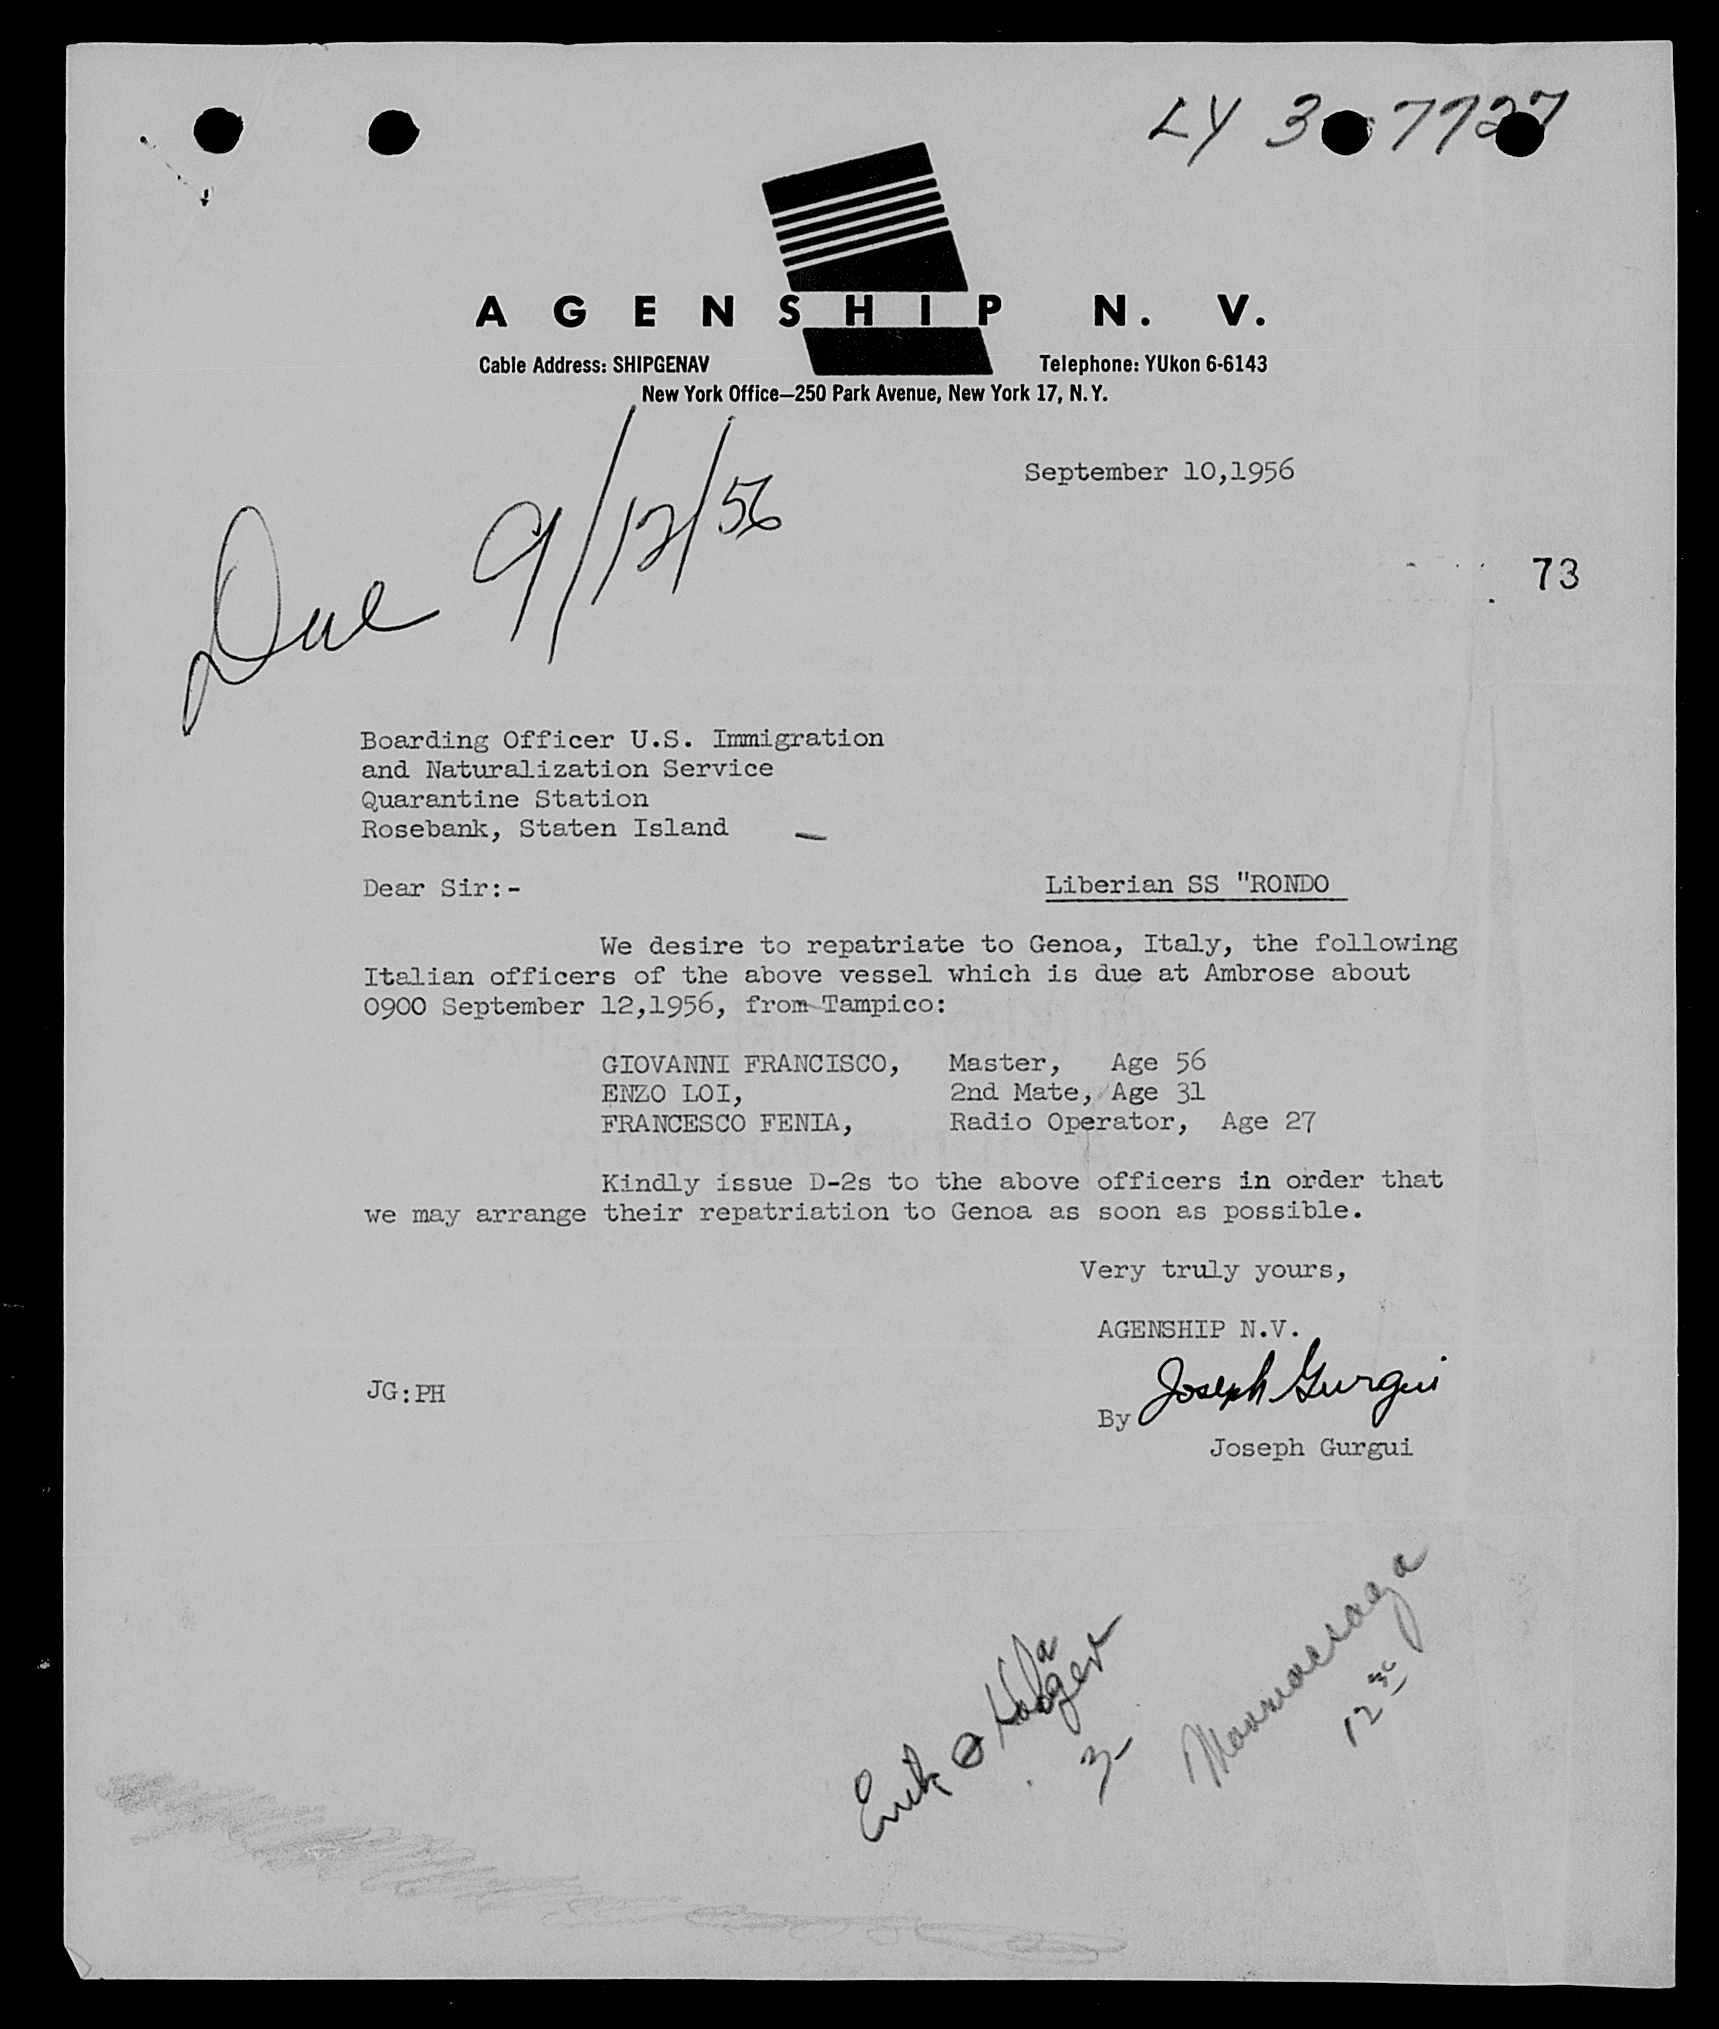 LY 3 7727
AGENSHIP N. V.
Cable Address: SHIPGENAV
Telephone: YUkon 6-6143
New York Office—250 Park Avenue, New York 17, N. Y.
September 10,1956
Due 9/12/56
73
Boarding Officer U.S. Immigration
and Naturalization Service
Quarantine Station
Rosebank, Staten Island
Dear Sir:-
Liberian SS "RONDO
We desire to repatriate to Genoa, Italy, the following
Italian officers of the above vessel which is due at Ambrose about
0900 September 12,1956, from Tampico:
GIOVANNI FRANCISCO, Master, Age 56
ENZO LOI, 2nd Mate, Age 31
FRANCESCO FENIA, Radio Operator, Age 27
Kindly issue D-2s to the above officers in order that
we may arrange their repatriation to Genoa as soon as possible.
Very truly yours,
AGENSHIP N.V.
JG:PH
By Joseph Gurgui
Joseph Gurgui
Erik
3
12 30